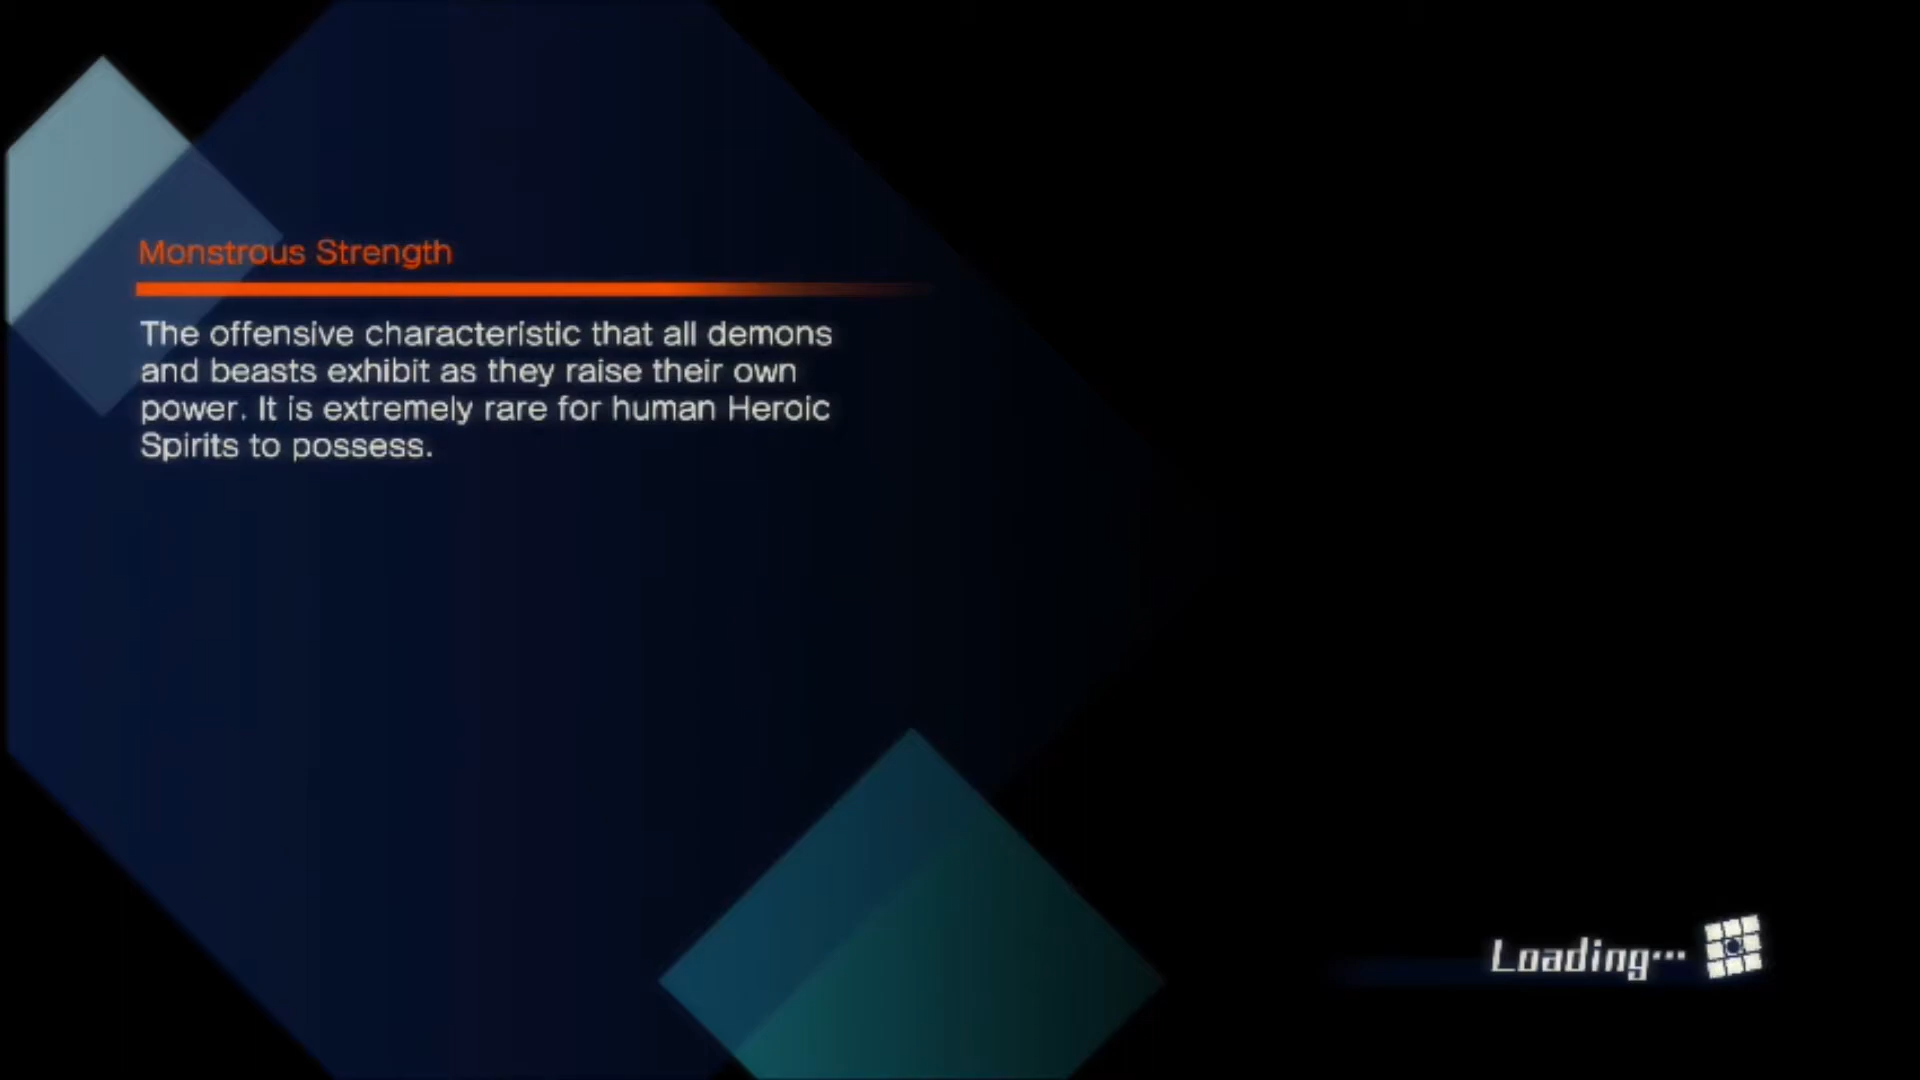 Monstrous Strength
The offensive characteristic that all demons
and beasts exhibit as they raise their own
power. It is extremely rare for human Heroic
Spirits to possess.
Loading…